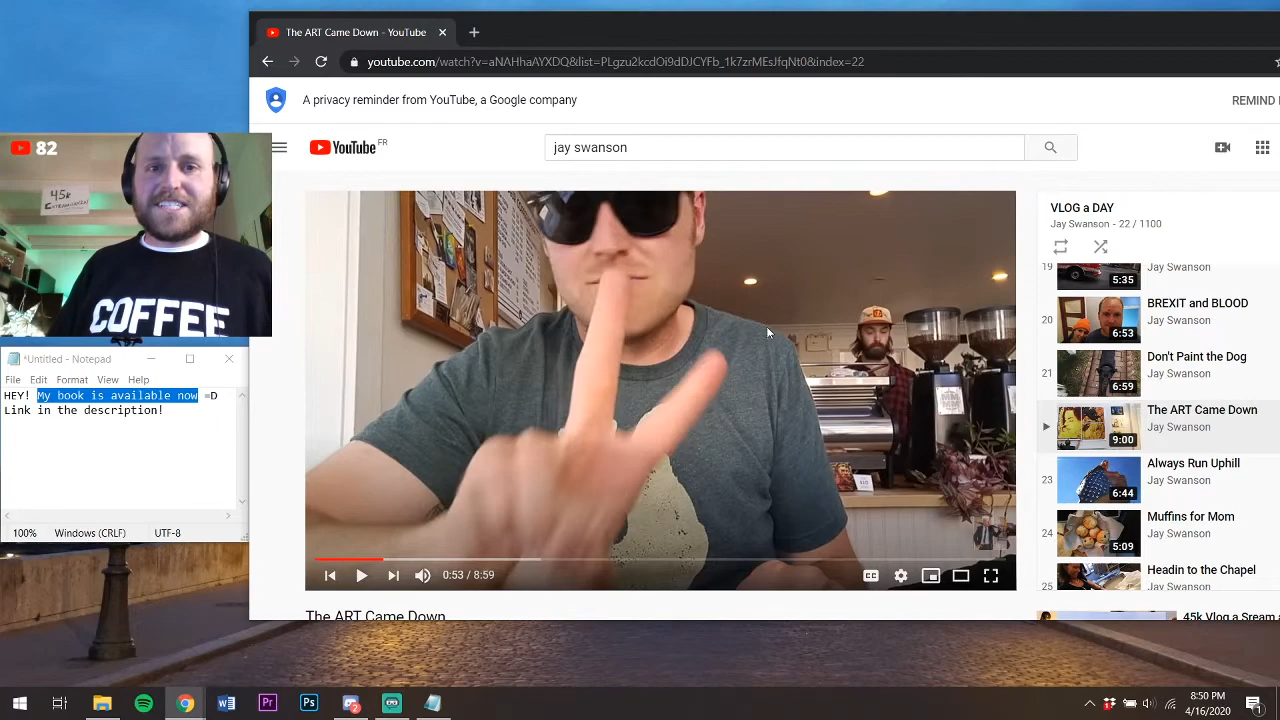 The ART Came Down - YouTube
youtube.com/watch?v=aNAHhaAYXDQ&list=PLgzu2kcdOi9dDJCYFb_1k7zrMEsJfqNt0&index=22
A privacy reminder from YouTube, a Google company
REMIND
YouTube FR
jay swanson
82
45k
COFFEE
*Untitled - Notepad
File Edit Format View Help
HEY! My book is available now =D
Link in the description!
100% Windows (CRLF) UTF-8
0:53 / 8:59
The ART Came Down
VLOG a DAY
Jay Swanson - 22 / 1100
19
Jay Swanson
5:35
20
BREXIT and BLOOD
Jay Swanson
6:53
21
Don't Paint the Dog
Jay Swanson
6:59
The ART Came Down
Jay Swanson
9:00
23
Always Run Uphill
Jay Swanson
6:44
24
Muffins for Mom
Jay Swanson
5:09
25
Headin to the Chapel
Jay Swanson
45k Vlog a Sream a
8:50 PM
4/16/2020